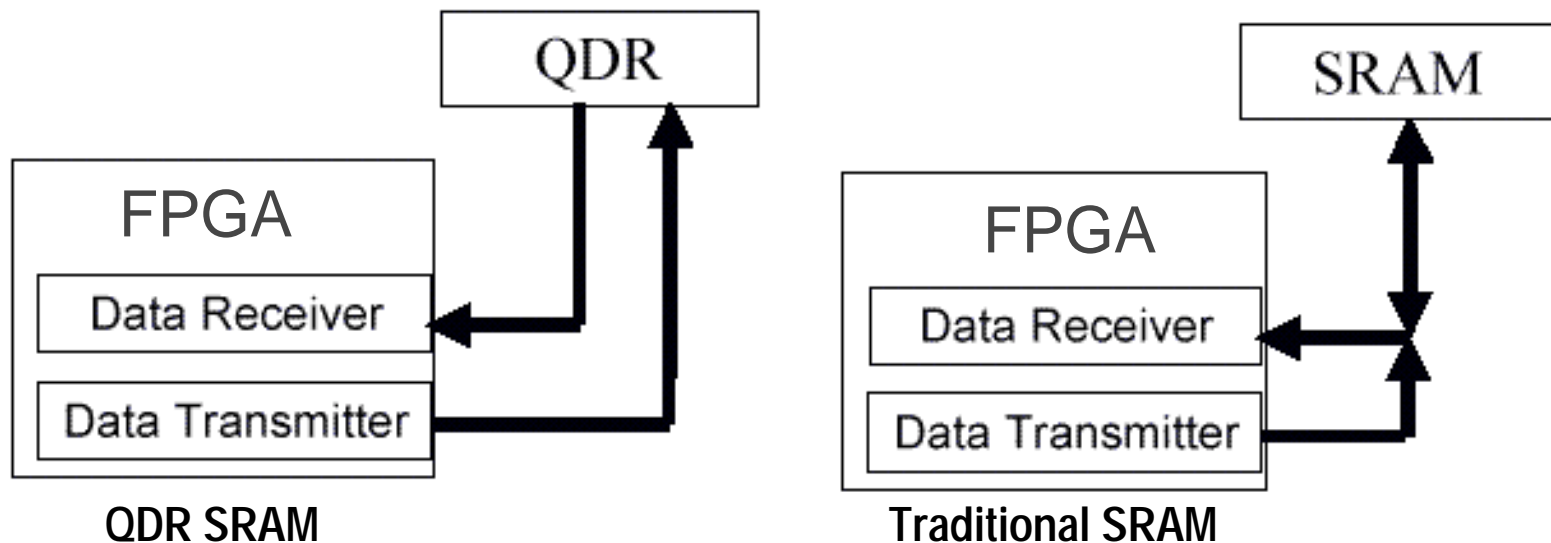 QDR
FPGA
Data Receiver
Data Transmitter
QDR SRAM
SRAM
FPGA
Data Receiver
Data Transmitter
Traditional SRAM